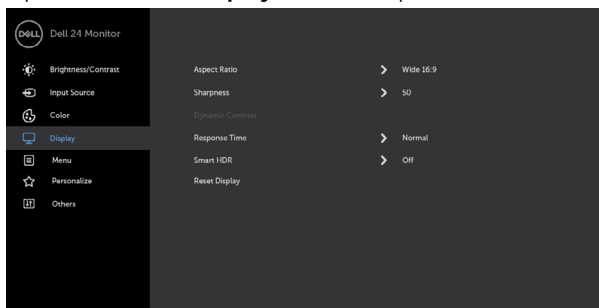 DELL Dell 24 Monitor
Brightness/Contrast Aspect Ratio Wide 16:9
Input Source Sharpness 50
Color Dynamic Contrast
Display Response Time Normal
Menu Smart HDR Off
Personalize Reset Display
Others